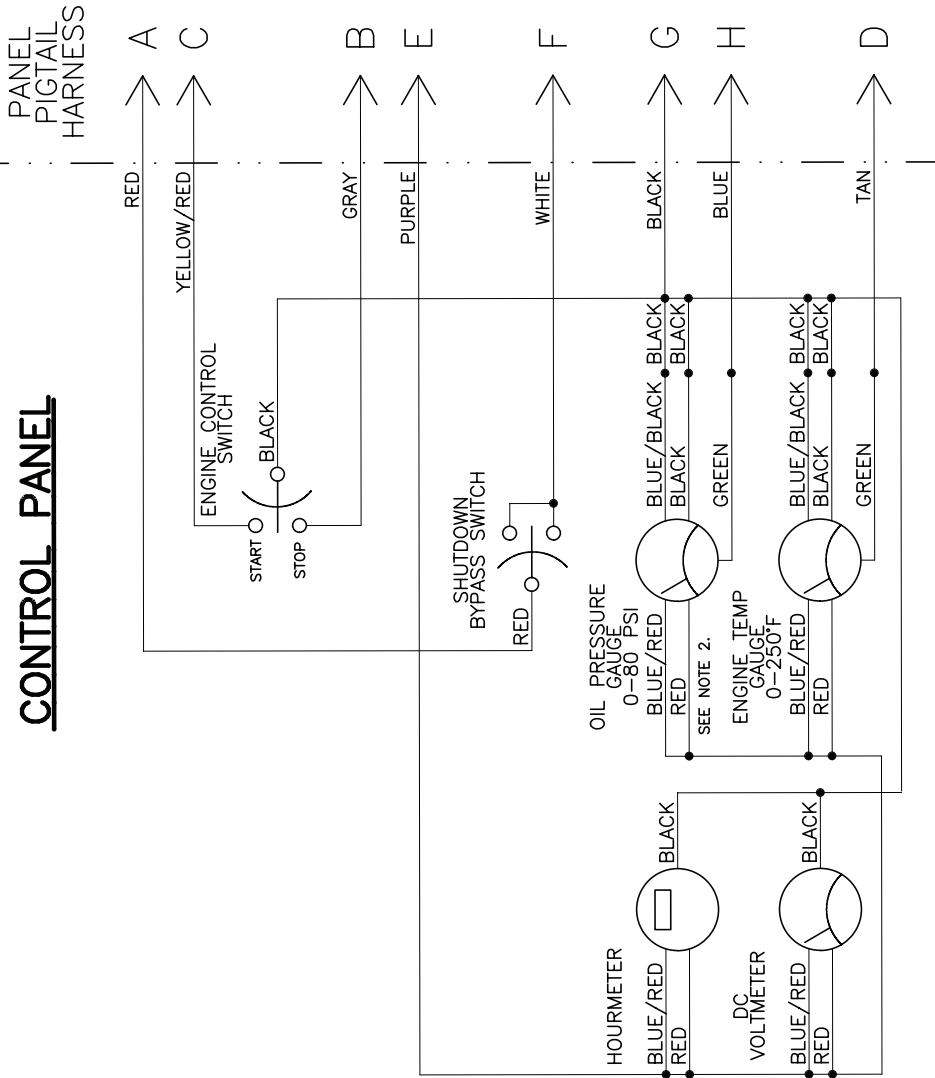 CONTROL PANEL
PANEL
PIGTAIL
HARNESS
A
C
B
E
F
G
H
D
RED
YELLOW/RED
GRAY
PURPLE
WHITE
BLACK
BLUE
TAN
ENGINE CONTROL
SWITCH
START
STOP
BLACK
SHUTDOWN
BYPASS SWITCH
RED
OIL PRESSURE
GAUGE
0-80 PSI
BLUE/RED
RED
SEE NOTE 2.
BLUE/BLACK
BLACK
GREEN
BLACK
BLACK
ENGINE TEMP
GAUGE
0-250°F
BLUE/RED
RED
BLUE/BLACK
BLACK
GREEN
BLACK
BLACK
HOURMETER
BLUE/RED
RED
BLACK
DC
VOLTMETER
BLUE/RED
RED
BLACK